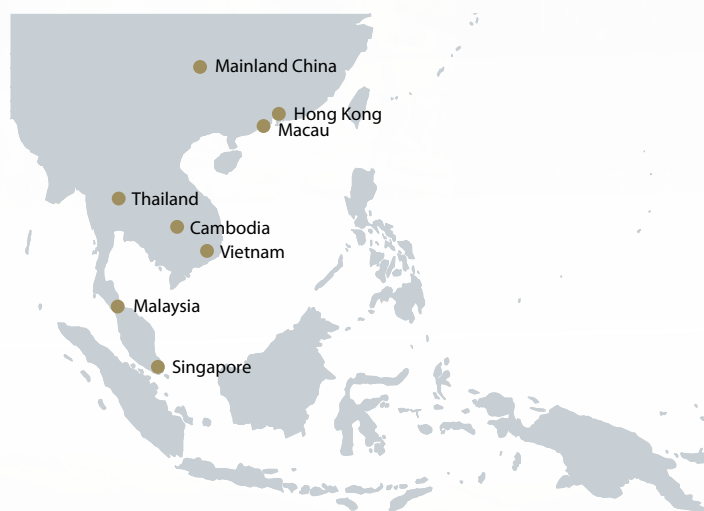 Mainland China
Hong Kong
Macau
Thailand
Cambodia
Vietnam
Malaysia
Singapore